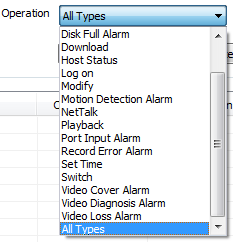 Operation All Types
Disk Full Alarm
Download
Host Status
Log on
Modify
Motion Detection Alarm
NetTalk
Playback
Port Input Alarm
Record Error Alarm
Set Time
Switch
Video Cover Alarm
Video Diagnosis Alarm
Video Loss Alarm
All Types